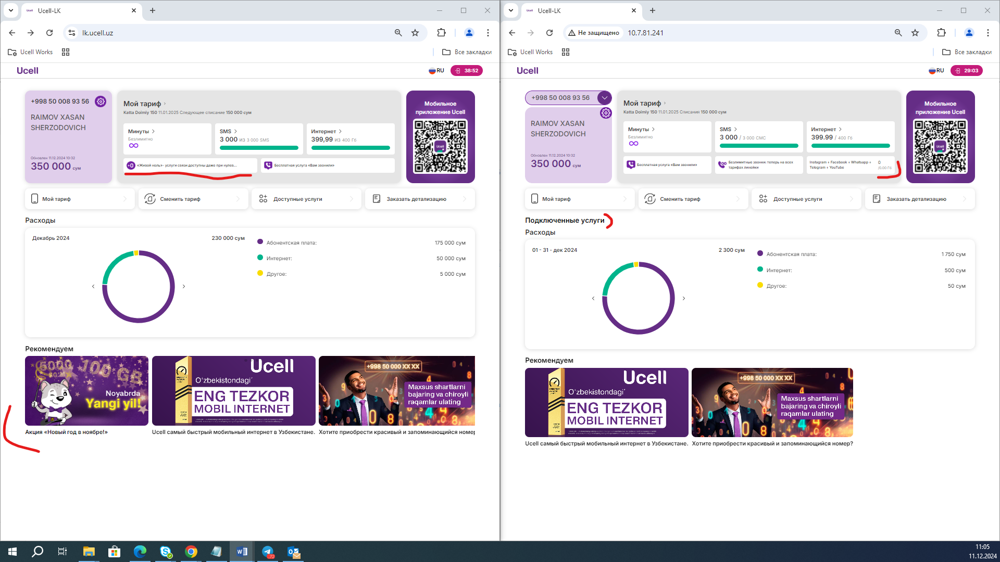 Ucell-LK
lk.ucell.uz
Ucell Works
Все закладки
Ucell
RU
38:52
+998 50 008 93 56
RAIMOV XASAN
SHERZODOVICH
Обновлен 11.12.2024 10:32
350 000 сум
Мой тариф
Katta Doimiy 150 11.01.2025 Следующее списание 150 000 сум
Минуты
Безлимитно
SMS
3 000 из 3 000 SMS
Интернет
399,99 из 400 Гб
+0 «Живой ноль»- услуги связи доступны даже при нулев...
Бесплатная услуга «Вам звонили»
Мобильное
приложение Ucell
Ucell
Мой тариф
Сменить тариф
Доступные услуги
Заказать детализацию
Расходы
Декабрь 2024
230 000 сум
Абонентская плата:
175 000 сум
Интернет:
50 000 сум
Другое:
5 000 сум
Рекомендуем
5000 100 GB
SO'M
Noyabrda
Yangi yil!
Акция «Новый год в ноябре!»
Ucell
O‘zbekistondagi
ENG TEZKOR
MOBIL INTERNET
Ucell самый быстрый мобильный интернет в Узбекистане.
+998 50 000 XX XX
Maxsus shartlarni
bajaring va chiroyli
raqamlar ulating
Хотите приобрести красивый и запоминающийся номер
Ucell-LK
Не защищено
10.7.81.241
Ucell Works
Все закладки
Ucell
RU
29:03
+998 50 008 93 56
RAIMOV XASAN
SHERZODOVICH
Обновлен 11.12.2024 10:32
350 000 сум
Мой тариф
Katta Doimiy 150 11.01.2025 Списания 150 000 сум
Минуты
Безлимитно
SMS
3 000 / 3 000 СМС
Интернет
399.99 / 400 Гб
Бесплатная услуга «Вам звонили»
Безлимитные звонки: теперь на всех
тарифах линейки
Instagram + Facebook + Whatsapp +
Telegram + YouTube
0
/0.00 Гб
Мобильное
приложение Ucell
Ucell
Мой тариф
Сменить тариф
Доступные услуги
Заказать детализацию
Подключенные услуги
Расходы
01 - 31 - дек 2024
2 300 сум
Абонентская плата:
1 750 сум
Интернет:
500 сум
Другое:
50 сум
Рекомендуем
Ucell
O‘zbekistondagi
ENG TEZKOR
MOBIL INTERNET
Ucell самый быстрый мобильный интернет в Узбекистане.
+998 50 000 XX XX
Maxsus shartlarni
bajaring va chiroyli
raqamlar ulating
Хотите приобрести красивый и запоминающийся номер?
72
11:05
11.12.2024